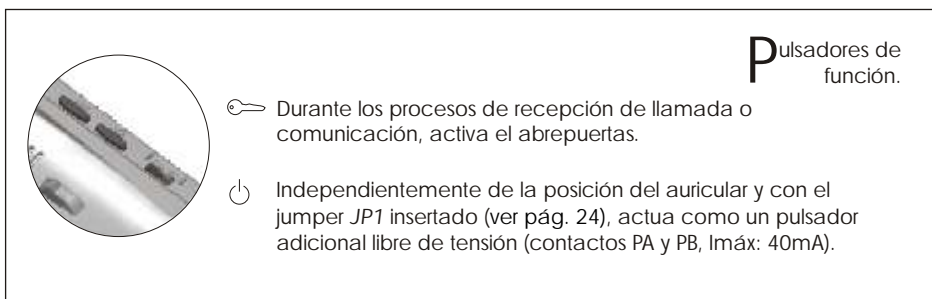 Pulsadores de
función.
Durante los procesos de recepción de llamada o
comunicación, activa el abrepuertas.
Independientemente de la posición del auricular y con el
jumper JP1 insertado (ver pág. 24), actua como un pulsador
adicional libre de tensión (contactos PA y PB, Imáx: 40mA).